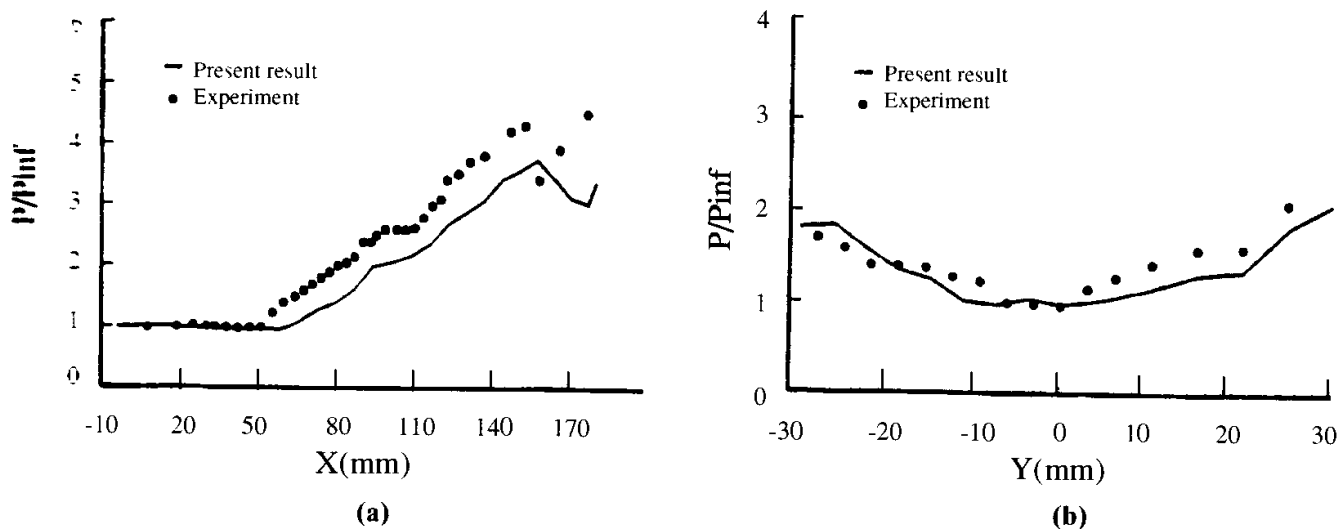 5
— Present result
• Experiment
4
3
2
1
0
P/PInf
-10 20 50 80 110 140 170
X(mm)
(a)
4
— Present result
• Experiment
3
2
1
0
P/Pinf
-30 -20 -10 0 10 20 30
Y(mm)
(b)